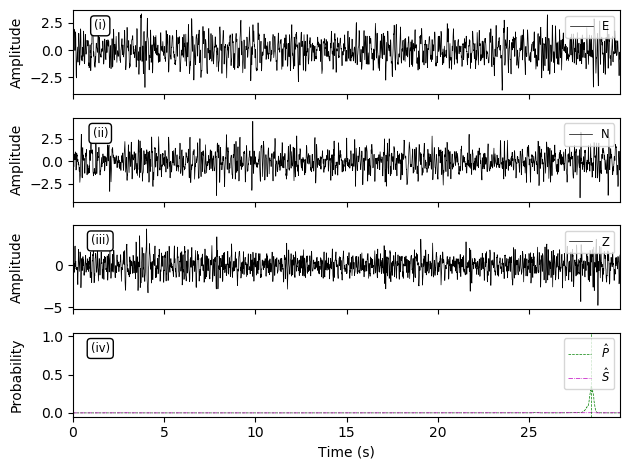 (i)
E
Amplitude
2.5
0.0
−2.5
(ii)
N
Amplitude
2.5
0.0
−2.5
(iii)
Z
Amplitude
0
−5
(iv)
P̂
Ŝ
Probability
1.0
0.5
0.0
0 5 10 15 20 25
Time (s)